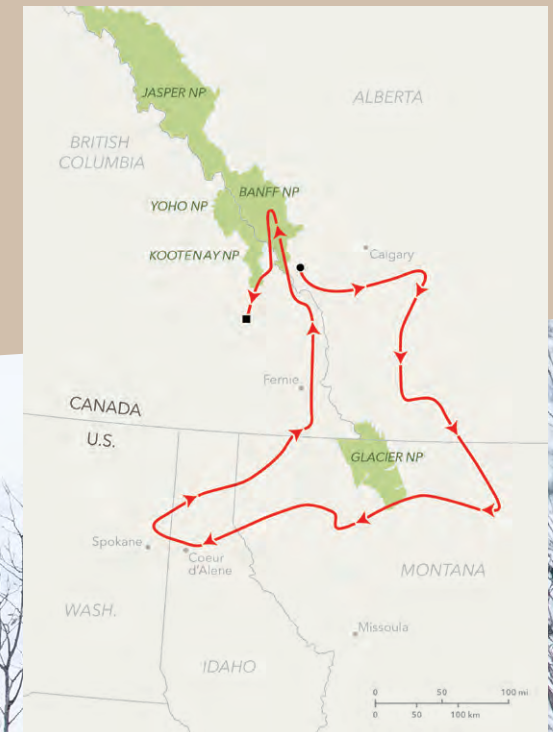 JASPER NP
ALBERTA
BRITISH
COLUMBIA
BANFF NP
YOHO NP
KOOTENAY NP
Calgary
Fernie
CANADA
U.S.
GLACIER NP
Spokane
Coeur
d'Alene
MONTANA
WASH.
Missoula
IDAHO
0 50 100 mi
0 50 100 km